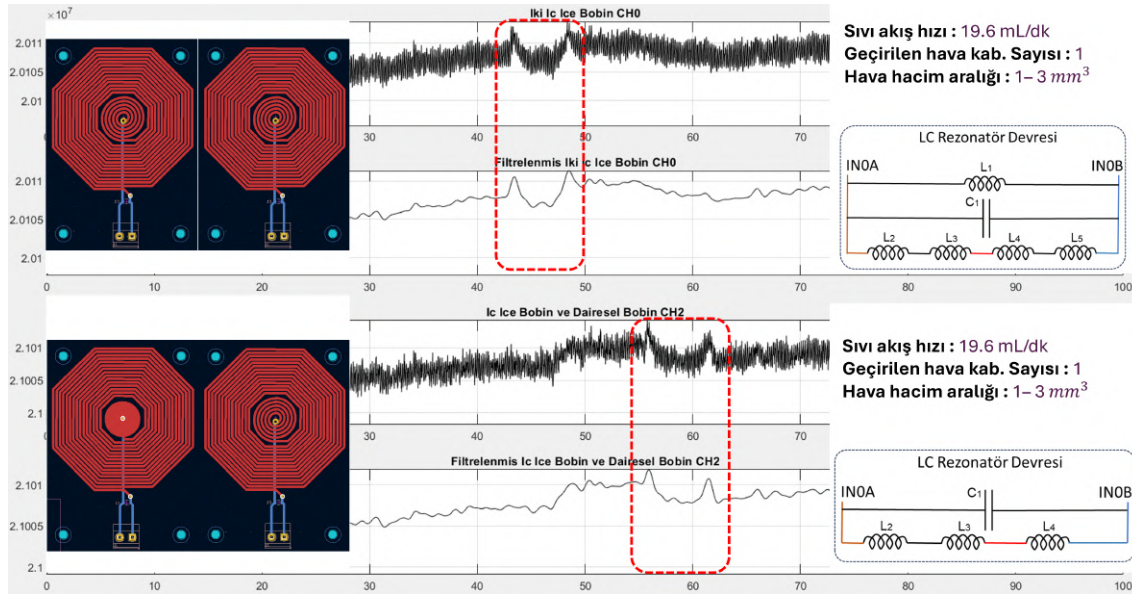 ×10⁷
Iki Ic Ice Bobin CH0
2.011
2.0105
2.01
0
30
40
50
60
70
Sıvı akış hızı : 19.6 mL/dk
Geçirilen hava kab. Sayısı : 1
Hava hacim aralığı : 1– 3 mm³
Filtrelenmis Iki Ic Ice Bobin CH0
2.011
2.0105
2.01
0
10
20
30
40
50
60
70
80
90
100
LC Rezonatör Devresi
IN0A
L1
IN0B
C1
L2
L3
L4
L5
Ic Ice Bobin ve Dairesel Bobin CH2
2.101
2.1005
2.1
0
30
40
50
60
70
Sıvı akış hızı : 19.6 mL/dk
Geçirilen hava kab. Sayısı : 1
Hava hacim aralığı : 1– 3 mm³
Filtrelenmis Ic Ice Bobin ve Dairesel Bobin CH2
2.101
2.1005
2.1
0
10
20
30
40
50
60
70
80
90
100
LC Rezonatör Devresi
IN0A
C1
IN0B
L2
L3
L4